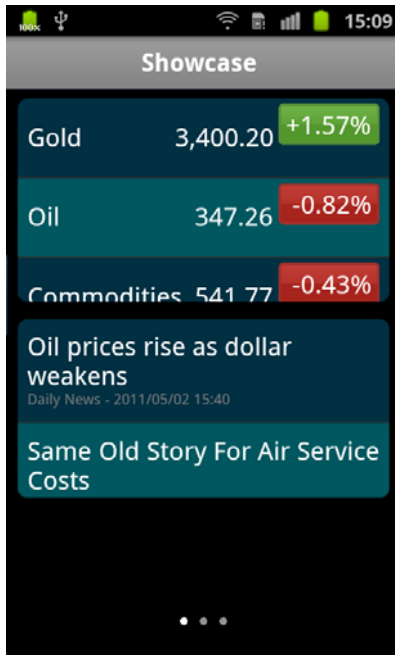 100%
15:09
Showcase
Gold 3,400.20 +1.57%
Oil 347.26 -0.82%
Commodities 541.77 -0.43%
Oil prices rise as dollar
weakens
Daily News - 2011/05/02 15:40
Same Old Story For Air Service
Costs